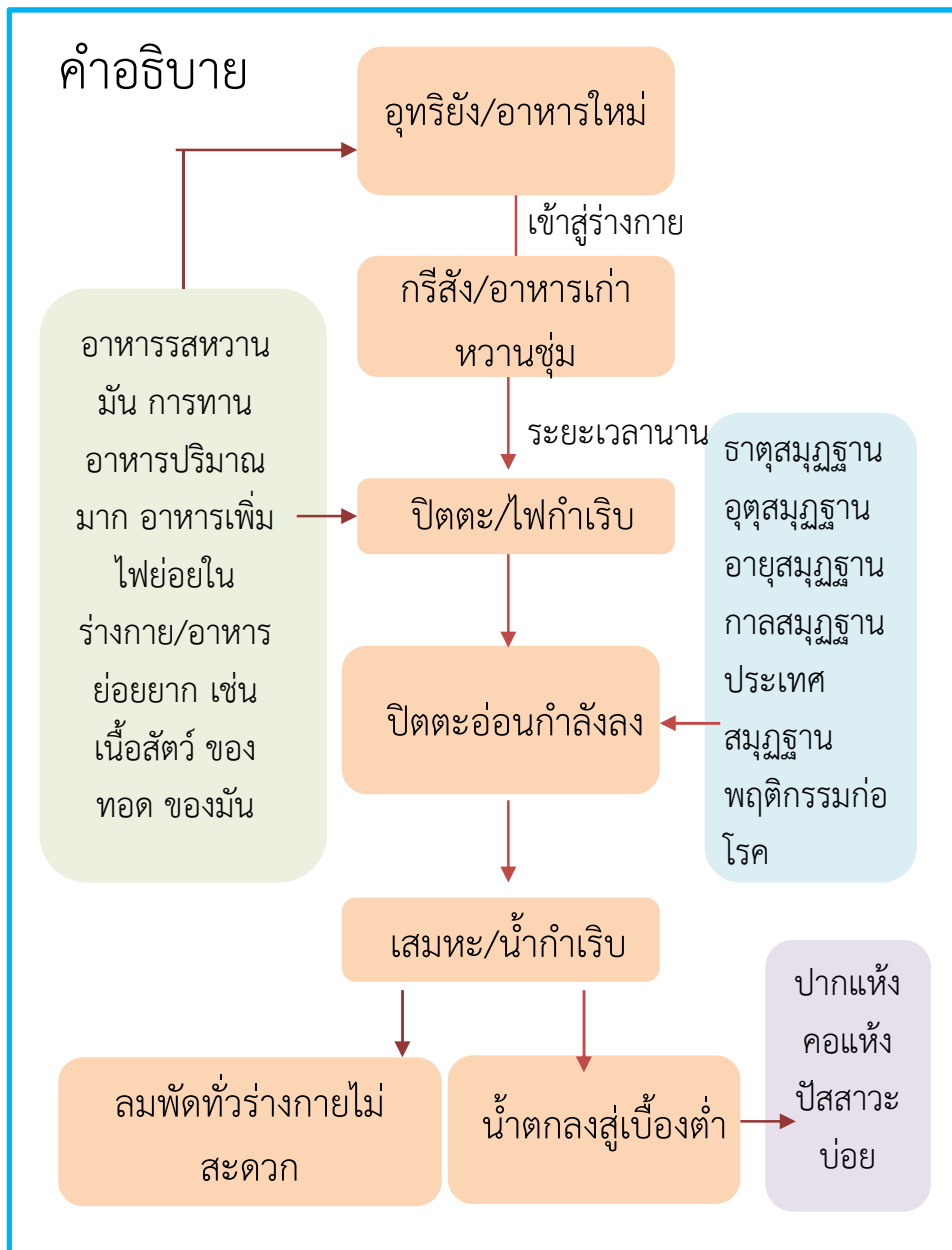 คำอธิบาย
อุทริยัง/อาหารใหม่
เข้าสู่ร่างกาย
กรีสัง/อาหารเก่า
หวานชุ่ม
อาหารรสหวาน
มัน การทาน
อาหารปริมาณ
มาก อาหารเพิ่ม
ไฟย่อยใน
ร่างกาย/อาหาร
ย่อยยาก เช่น
เนื้อสัตว์ ของ
ทอด ของมัน
ระยะเวลานาน
ปิตตะ/ไฟกำเริบ
ธาตุสมุฏฐาน
อุตุสมุฏฐาน
อายุสมุฏฐาน
กาลสมุฏฐาน
ประเทศ
สมุฏฐาน
พฤติกรรมก่อ
โรค
ปิตตะอ่อนกำลังลง
เสมหะ/น้ำกำเริบ
ลมพัดทั่วร่างกายไม่
สะดวก
น้ำตกลงสู่เบื้องต่ำ
ปากแห้ง
คอแห้ง
ปัสสาวะ
บ่อย